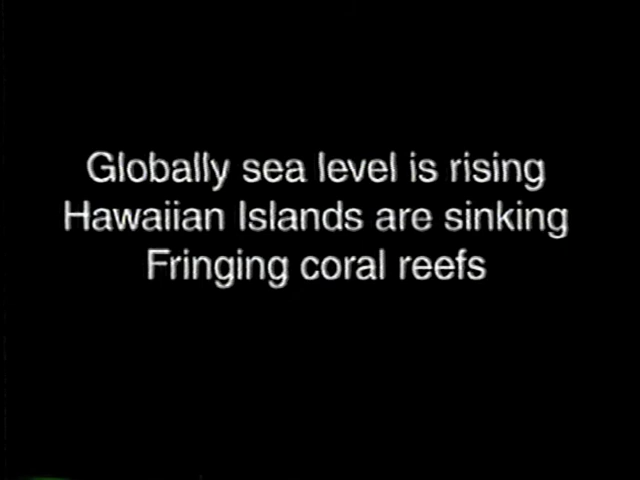 Globally sea level is rising
Hawaiian Islands are sinking
Fringing coral reefs